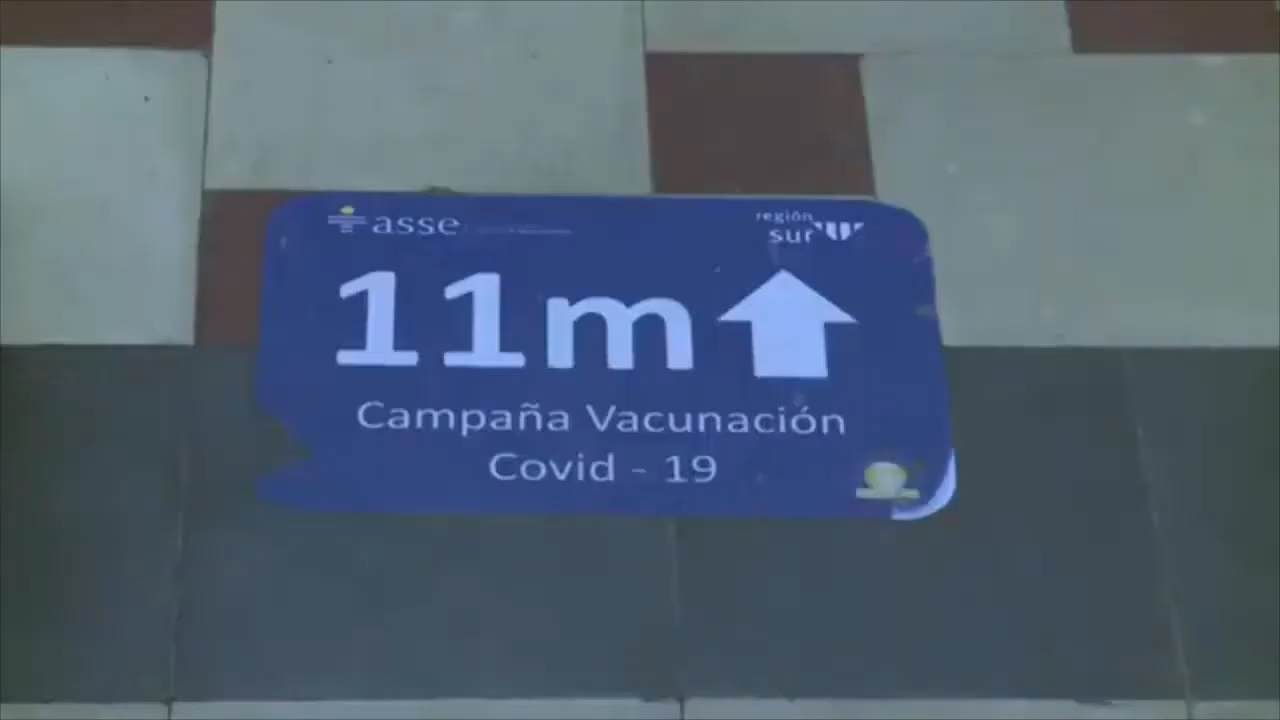 asse
región
sur
11m
Campaña Vacunación
Covid - 19